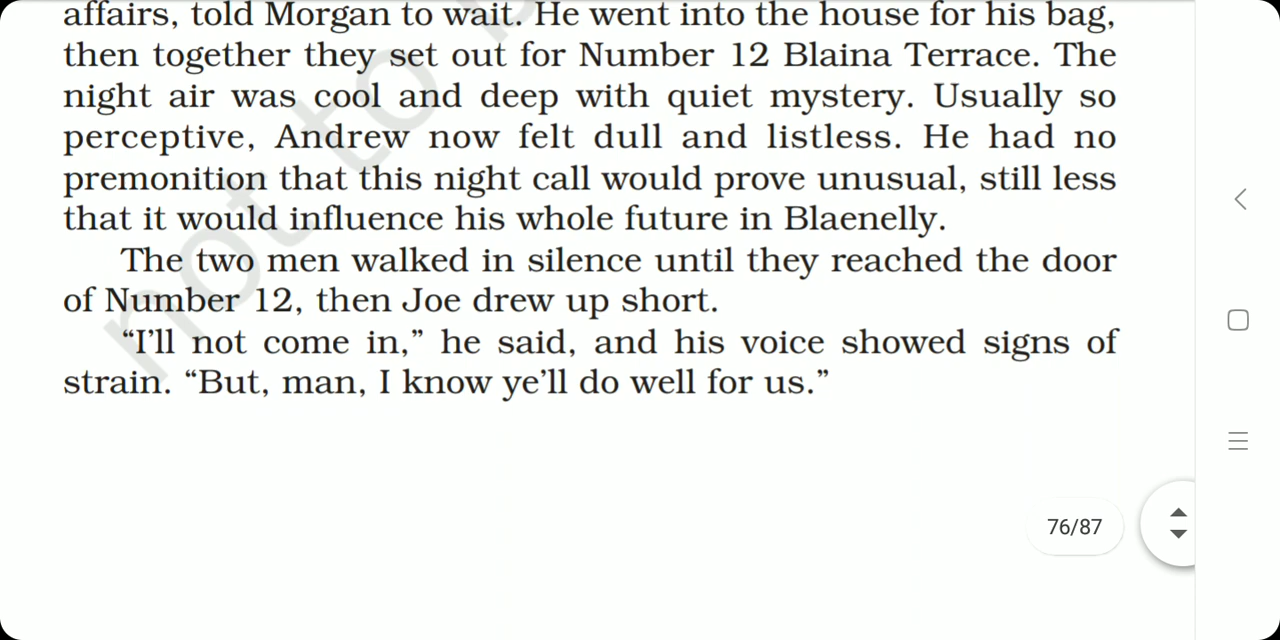 affairs, told Morgan to wait. He went into the house for his bag,
then together they set out for Number 12 Blaina Terrace. The
night air was cool and deep with quiet mystery. Usually so
perceptive, Andrew now felt dull and listless. He had no
premonition that this night call would prove unusual, still less
that it would influence his whole future in Blaenelly.
The two men walked in silence until they reached the door
of Number 12, then Joe drew up short.
“I’ll not come in,” he said, and his voice showed signs of
strain. “But, man, I know ye’ll do well for us.”
76/87
not to b